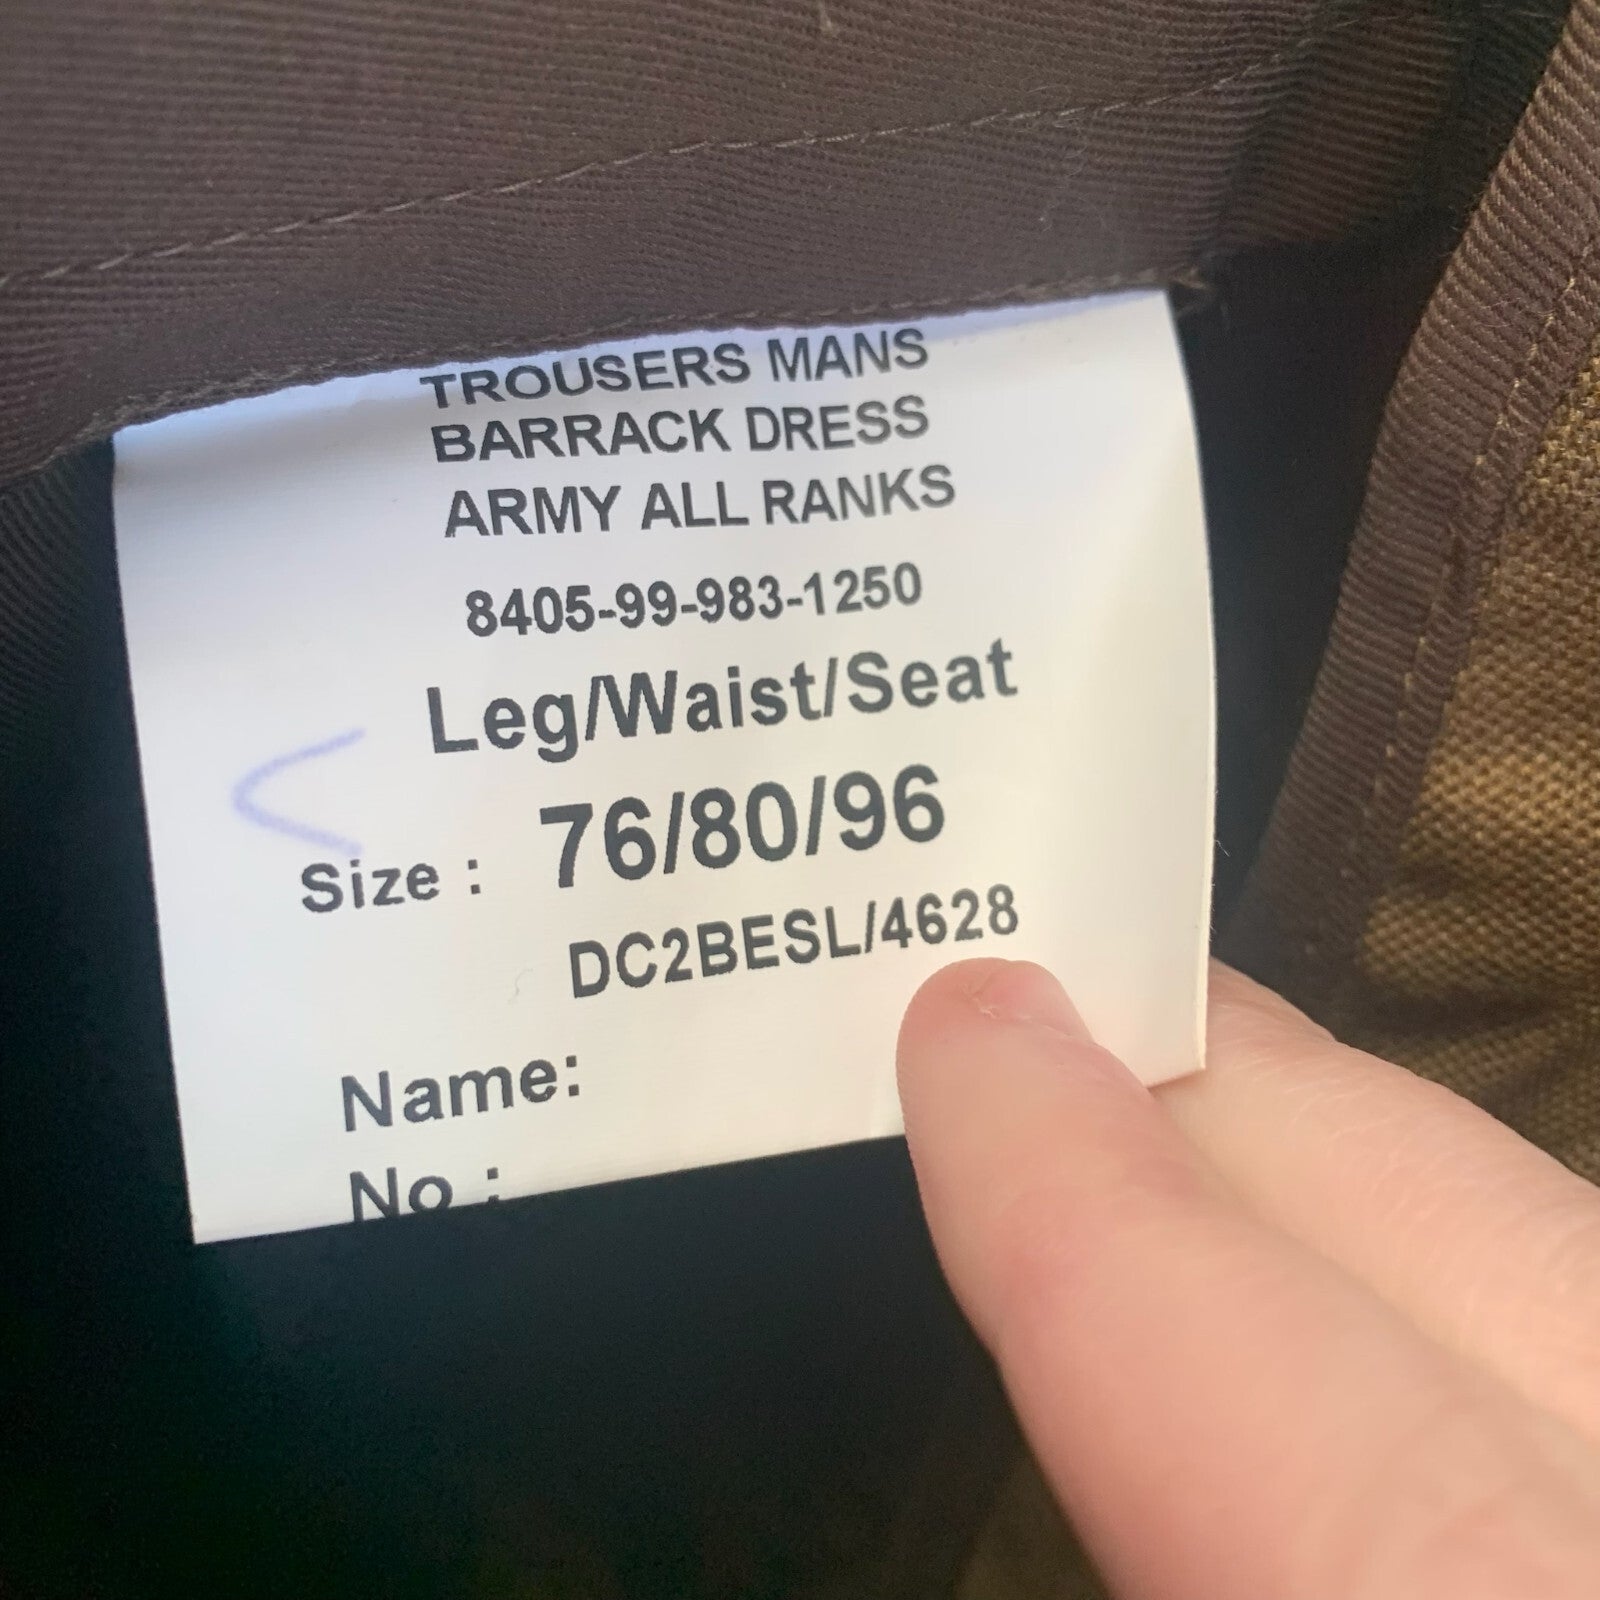 TROUSERS MANS
BARRACK DRESS
ARMY ALL RANKS
8405-99-983-1250
Leg/Waist/Seat
Size : 76/80/96
DC2BESL/4628
Name:
No :